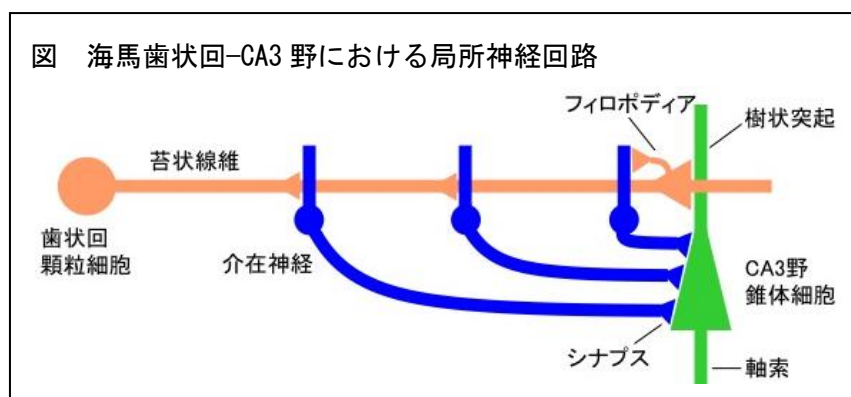 図　海馬歯状回-CA3 野における局所神経回路
フィロポディア
樹状突起
苔状線維
歯状回
顆粒細胞
介在神経
CA3野
錐体細胞
シナプス
軸索